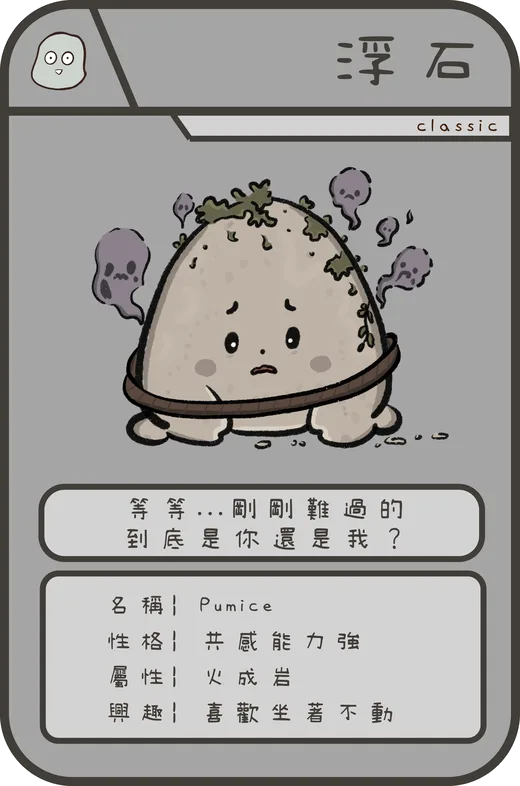 浮石
classic
等等...剛剛難過的
到底是你還是我？
名稱| Pumice
性格| 共感能力強
屬性| 火成岩
興趣| 喜歡坐著不動